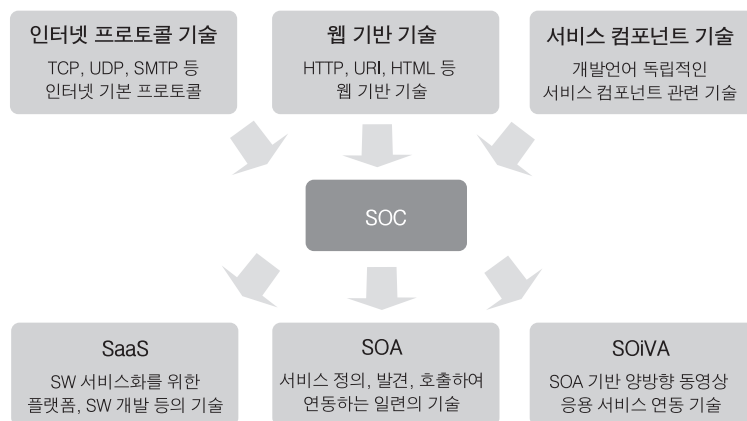 인터넷 프로토콜 기술
TCP, UDP, SMTP 등
인터넷 기본 프로토콜
웹 기반 기술
HTTP, URI, HTML 등
웹 기반 기술
서비스 컴포넌트 기술
개발언어 독립적인
서비스 컴포넌트 관련 기술
SOC
SaaS
SW 서비스화를 위한
플랫폼, SW 개발 등의 기술
SOA
서비스 정의, 발견, 호출하여
연동하는 일련의 기술
SOiVA
SOA 기반 양방향 동영상
응용 서비스 연동 기술